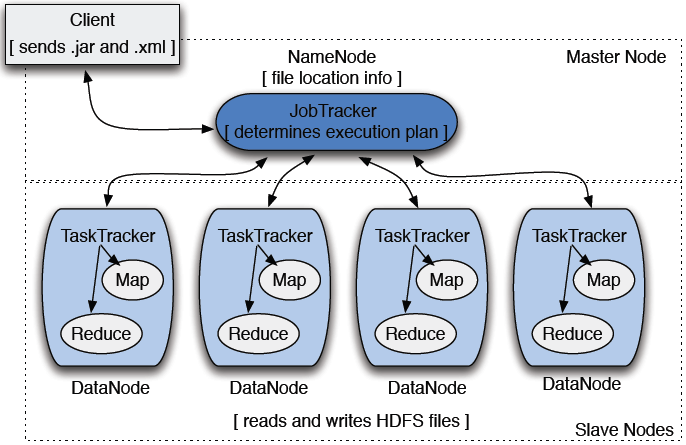 Client
[ sends .jar and .xml ]
NameNode
[ file location info ]
Master Node
JobTracker
[ determines execution plan ]
TaskTracker
Map
Reduce
DataNode
TaskTracker
Map
Reduce
DataNode
TaskTracker
Map
Reduce
DataNode
TaskTracker
Map
Reduce
DataNode
[ reads and writes HDFS files ]
Slave Nodes